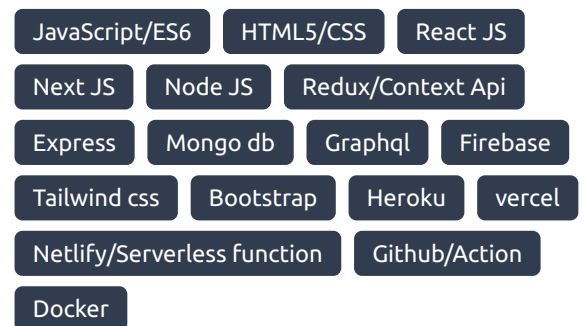 JavaScript/ES6 HTML5/CSS React JS
Next JS Node JS Redux/Context Api
Express Mongo db Graphql Firebase
Tailwind css Bootstrap Heroku vercel
Netlify/Serverless function Github/Action
Docker